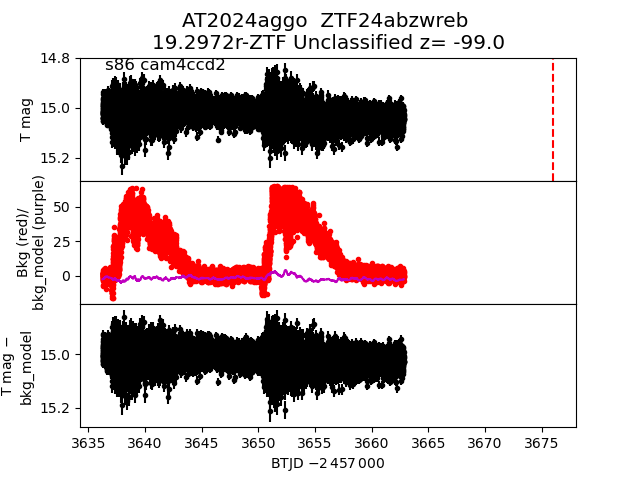 AT2024aggo  ZTF24abzwreb
19.2972r-ZTF Unclassified z= -99.0
s86 cam4ccd2
14.8
15.0
15.2
T mag
50
25
0
Bkg (red)/
bkg_model (purple)
15.0
15.2
T mag −
bkg_model
3635 3640 3645 3650 3655 3660 3665 3670 3675
BTJD −2 457 000